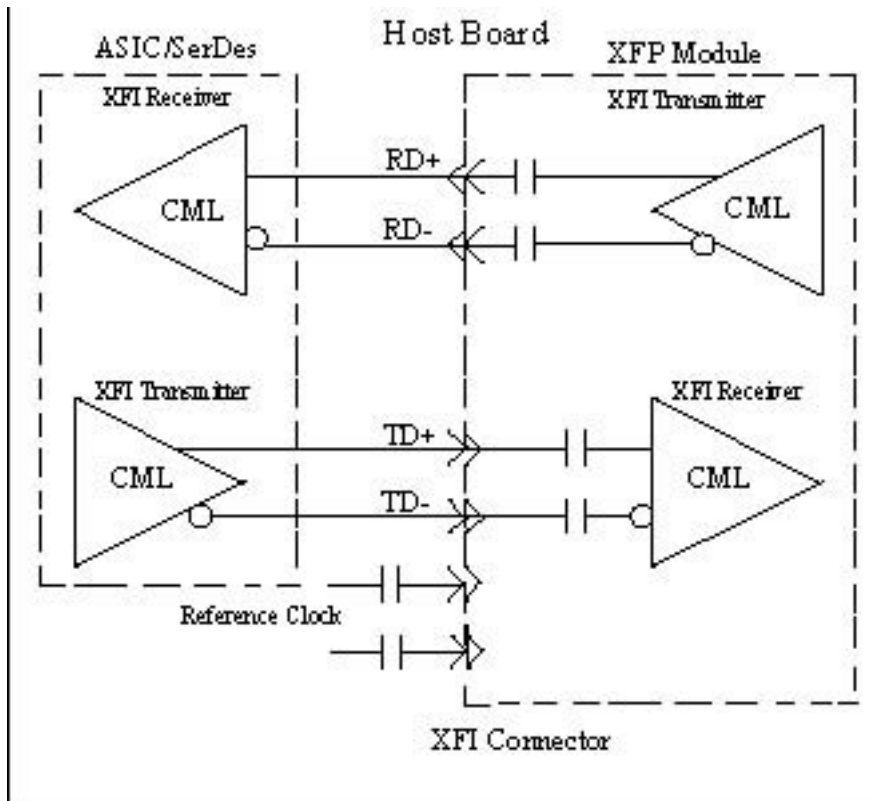 Host Board
ASIC/SerDes
XFP Module
XFI Receiver
XFI Transmitter
RD+
CML
CML
RD-
XFI Transmitter
XFI Receiver
TD+
CML
CML
TD-
Reference Clock
XFI Connector